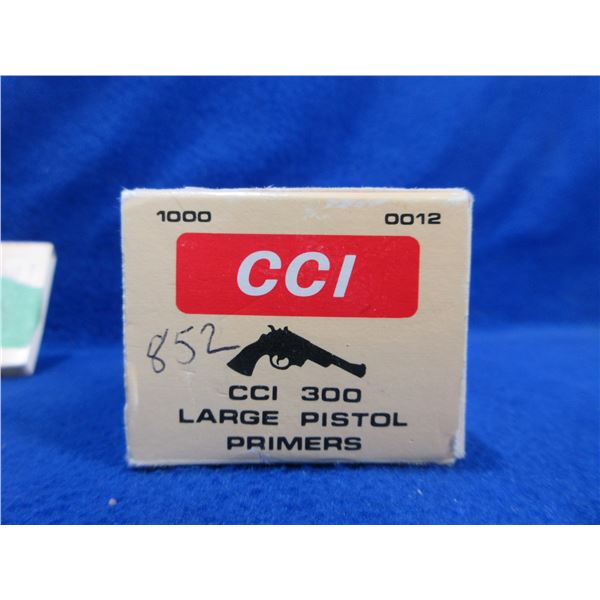 1000 0012
CCI
852
CCI 300
LARGE PISTOL
PRIMERS